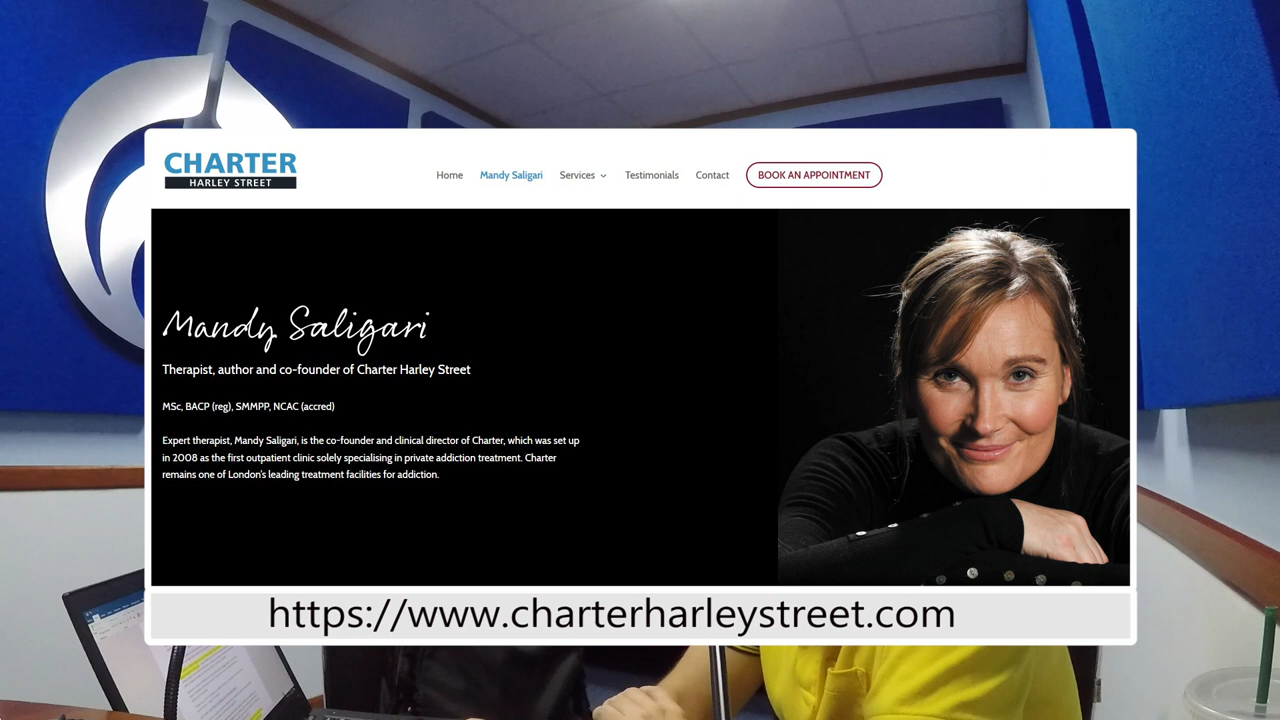 CHARTER
HARLEY STREET
Home Mandy Saligari Services Testimonials Contact BOOK AN APPOINTMENT
Mandy Saligari
Therapist, author and co-founder of Charter Harley Street
MSc, BACP (reg), SMMPP, NCAC (accred)
Expert therapist, Mandy Saligari, is the co-founder and clinical director of Charter, which was set up
in 2008 as the first outpatient clinic solely specialising in private addiction treatment. Charter
remains one of London's leading treatment facilities for addiction.
https://www.charterharleystreet.com